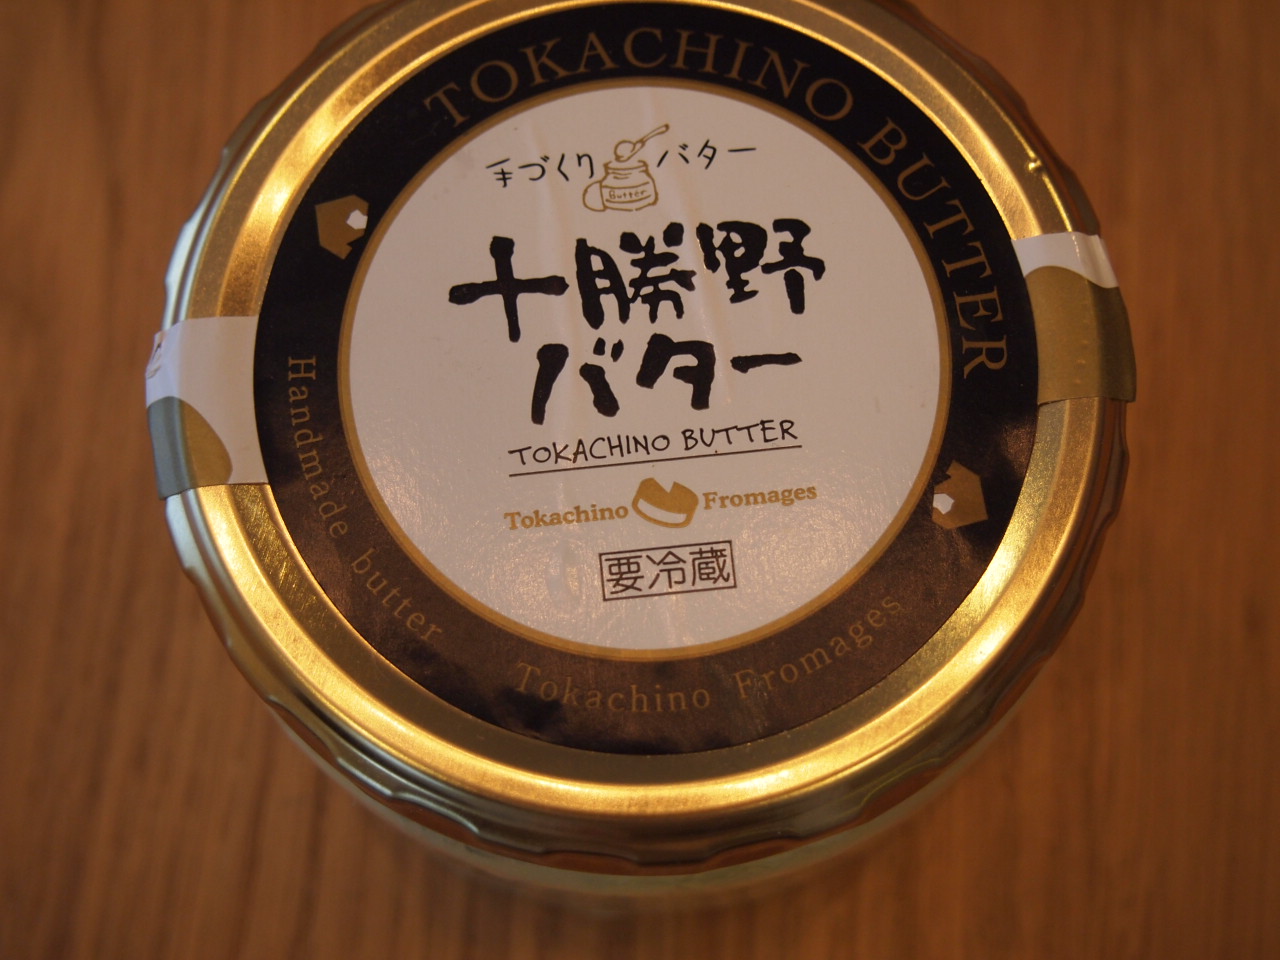 TOKACHINO BUTTER
手づくりバター
Butter
十勝野
バター
TOKACHINO BUTTER
Tokachino Fromages
要冷蔵
Handmade butter
Tokachino Fromages